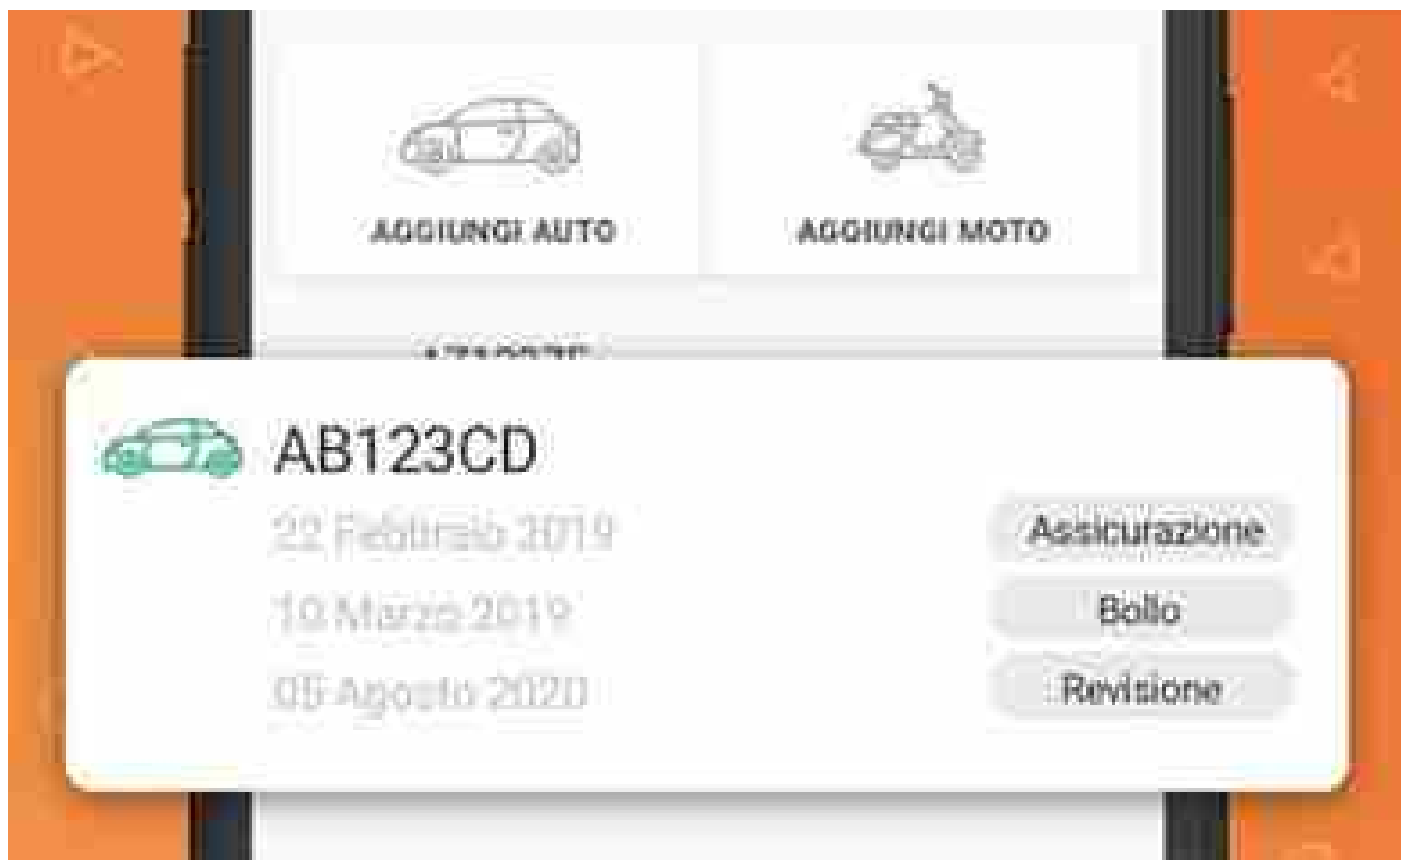 AGGIUNGI AUTO
AGGIUNGI MOTO
AB123CD
22 Febbraio 2019
Assicurazione
10 Marzo 2019
Bollo
05 Agosto 2020
Revisione